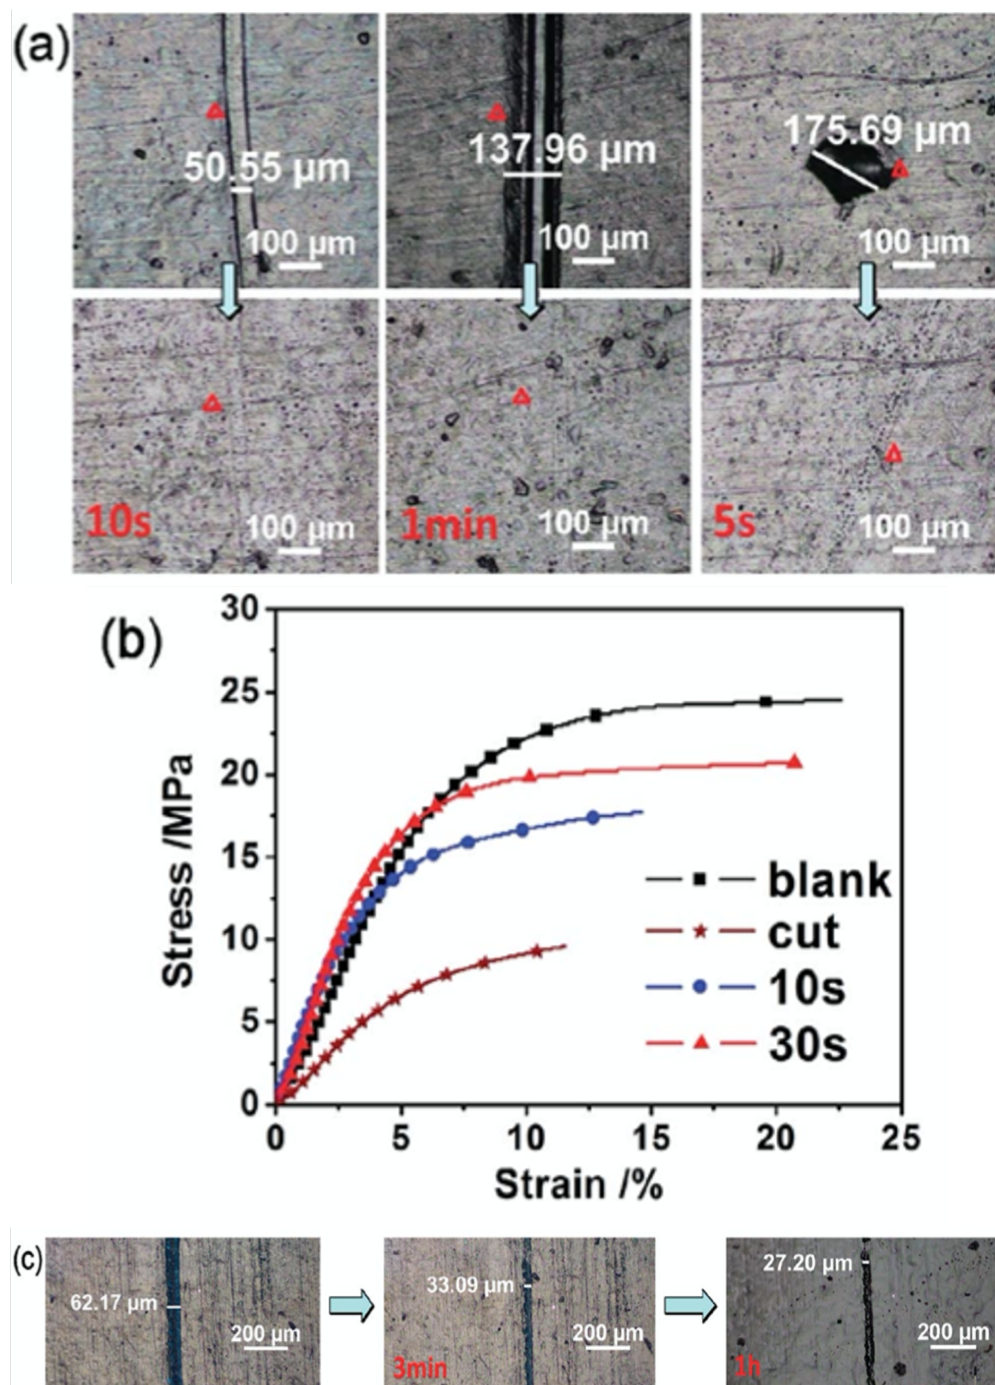 (a)
50.55 µm
137.96 µm
175.69 µm
100 µm
100 µm
100 µm
10s
100 µm
1min
100 µm
5s
100 µm
(b)
30
25
20
15
10
5
0
Stress /MPa
blank
cut
10s
30s
0 5 10 15 20 25
Strain /%
(c)
62.17 µm
200 µm
33.09 µm
200 µm
3min
27.20 µm
200 µm
1h